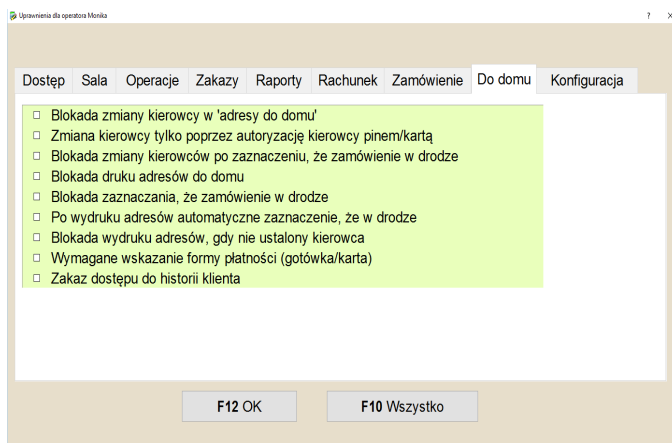 Uprawnienia dla operatora Monika
Dostęp Sala Operacje Zakazy Raporty Rachunek Zamówienie Do domu Konfiguracja
Blokada zmiany kierowcy w 'adresy do domu'
Zmiana kierowcy tylko poprzez autoryzację kierowcy pinem/kartą
Blokada zmiany kierowców po zaznaczeniu, że zamówienie w drodze
Blokada druku adresów do domu
Blokada zaznaczania, że zamówienie w drodze
Po wydruku adresów automatyczne zaznaczenie, że w drodze
Blokada wydruku adresów, gdy nie ustalony kierowca
Wymagane wskazanie formy płatności (gotówka/karta)
Zakaz dostępu do historii klienta
F12 OK F10 Wszystko